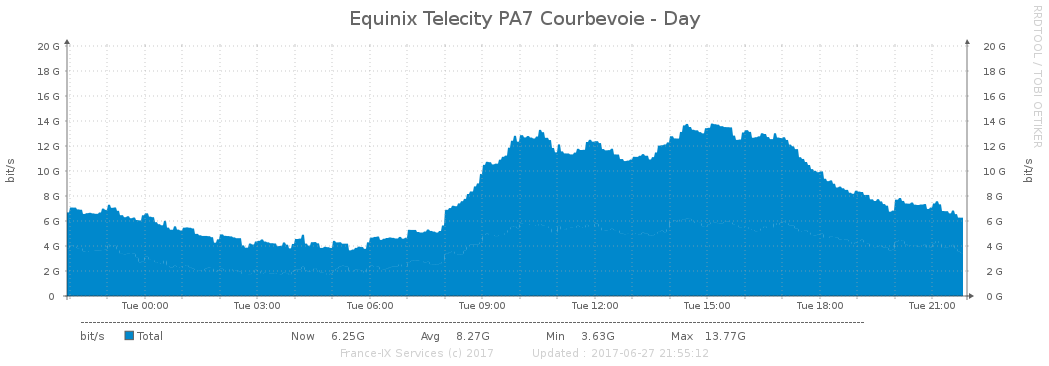 Equinix Telecity PA7 Courbevoie - Day
RRDTOOL / TOBI OETIKER
bit/s
bit/s
20 G 20 G
18 G 18 G
16 G 16 G
14 G 14 G
12 G 12 G
10 G 10 G
8 G 8 G
6 G 6 G
4 G 4 G
2 G 2 G
0 0 G
Tue 00:00 Tue 03:00 Tue 06:00 Tue 09:00 Tue 12:00 Tue 15:00 Tue 18:00 Tue 21:00
bit/s Total Now 6.25G Avg 8.27G Min 3.63G Max 13.77G
France-IX Services (c) 2017 Updated : 2017-06-27 21:55:12